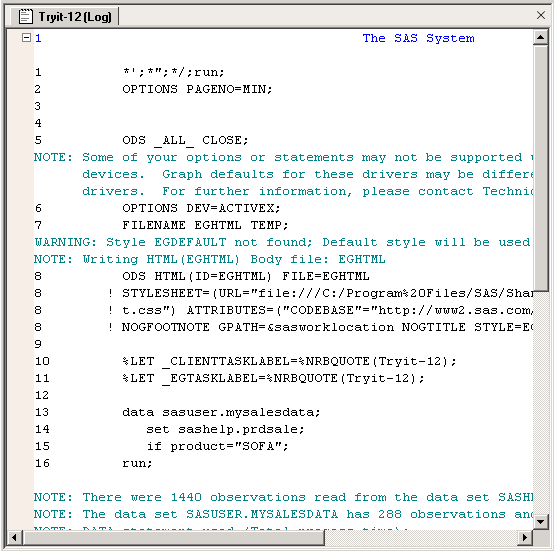 Tryit-12 (Log)
1 The SAS System
1 *';*";*/;run;
2 OPTIONS PAGENO=MIN;
3
4
5 ODS _ALL_ CLOSE;
NOTE: Some of your options or statements may not be supported
devices.  Graph defaults for these drivers may be differe
drivers.  For further information, please contact Technic
6 OPTIONS DEV=ACTIVEX;
7 FILENAME EGHTML TEMP;
WARNING: Style EGDEFAULT not found; Default style will be used
NOTE: Writing HTML(EGHTML) Body file: EGHTML
8 ODS HTML(ID=EGHTML) FILE=EGHTML
8 ! STYLESHEET=(URL="file:///C:/Program%20Files/SAS/Shar
8 ! t.css") ATTRIBUTES=("CODEBASE"="http://www2.sas.com/
8 ! NOGFOOTNOTE GPATH=&sasworklocation NOGTITLE STYLE=EG
9
10 %LET _CLIENTTASKLABEL=%NRBQUOTE(Tryit-12);
11 %LET _EGTASKLABEL=%NRBQUOTE(Tryit-12);
12
13 data sasuser.mysalesdata;
14 set sashelp.prdsale;
15 if product="SOFA";
16 run;
NOTE: There were 1440 observations read from the data set SASH
NOTE: The data set SASUSER.MYSALESDATA has 288 observations and
NOTE: DATA statement used (Total process time):